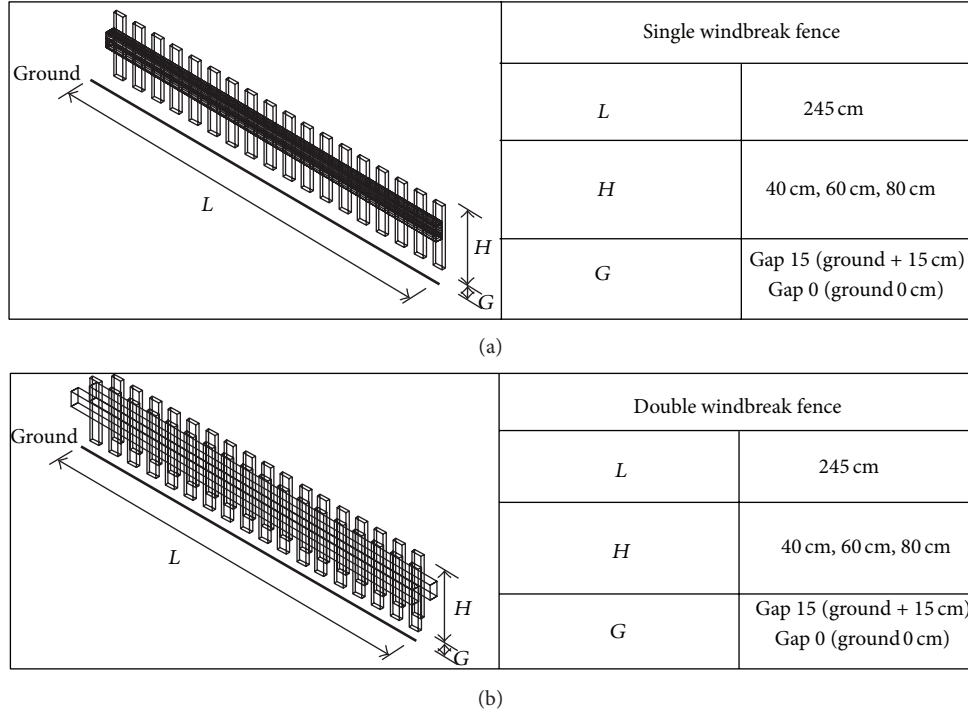 Ground
L
H
G
Single windbreak fence
L
245 cm
H
40 cm, 60 cm, 80 cm
G
Gap 15 (ground + 15 cm)
Gap 0 (ground 0 cm)
(a)
Ground
L
H
G
Double windbreak fence
L
245 cm
H
40 cm, 60 cm, 80 cm
G
Gap 15 (ground + 15 cm)
Gap 0 (ground 0 cm)
(b)